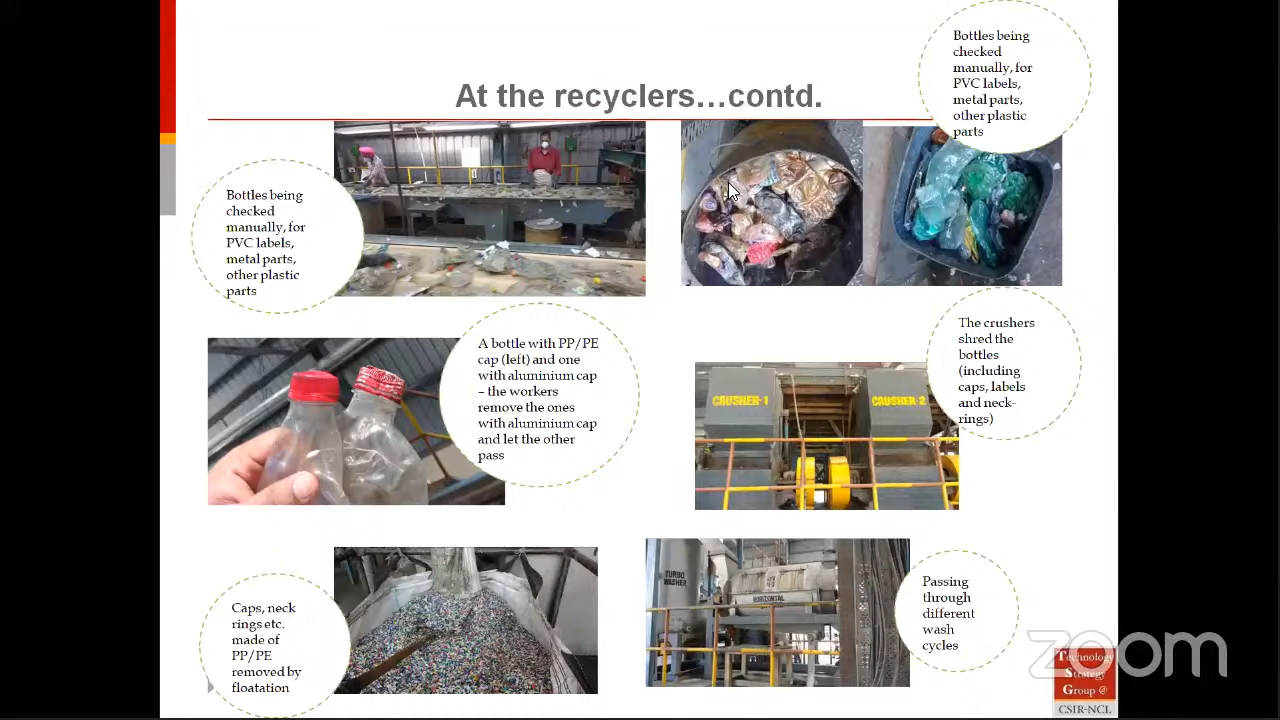 At the recyclers…contd.
Bottles being
checked
manually, for
PVC labels,
metal parts,
other plastic
parts
Bottles being
checked
manually, for
PVC labels,
metal parts,
other plastic
parts
A bottle with PP/PE
cap (left) and one
with aluminium cap
– the workers
remove the ones
with aluminium cap
and let the other
pass
The crushers
shred the
bottles
(including
caps, labels
and neck-
rings)
CRUSHER-1
CRUSHER-2
Caps, neck
rings etc.
made of
PP/PE
removed by
floatation
TURBO
WASHER
HORIZONTAL
Passing
through
different
wash
cycles
zoom
Technology
Strategy
Group @
CSIR-NCL